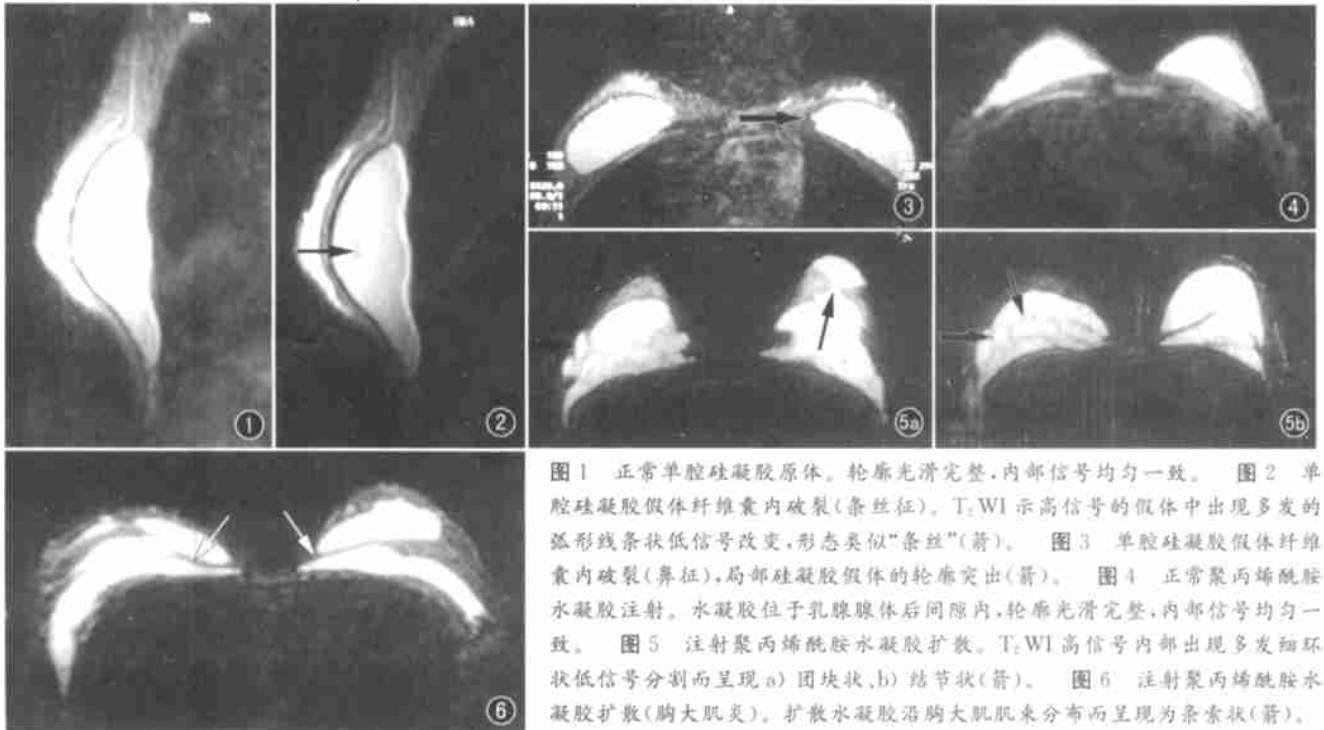 ①
②
③
④
5a
5b
⑥
图 1 正常单腔硅凝胶原体。轮廓光滑完整,内部信号均匀一致。 图 2 单
腔硅凝胶假体纤维囊内破裂(条丝征)。T₂WI 示高信号的假体中出现多发的
弧形线条状低信号改变,形态类似“条丝”(箭)。 图 3 单腔硅凝胶假体纤维
囊内破裂(鼻征),局部硅凝胶假体的轮廓突出(箭)。 图 4 正常聚丙烯酰胺
水凝胶注射。水凝胶位于乳腺腺体后间隙内,轮廓光滑完整,内部信号均匀一
致。 图 5 注射聚丙烯酰胺水凝胶扩散。T₂WI 高信号内部出现多发细环
状低信号分割而呈现 a) 团块状、b) 结节状(箭)。 图 6 注射聚丙烯酰胺水
凝胶扩散(胸大肌炎)。扩散水凝胶沿胸大肌肌束分布而呈现为条索状(箭)。